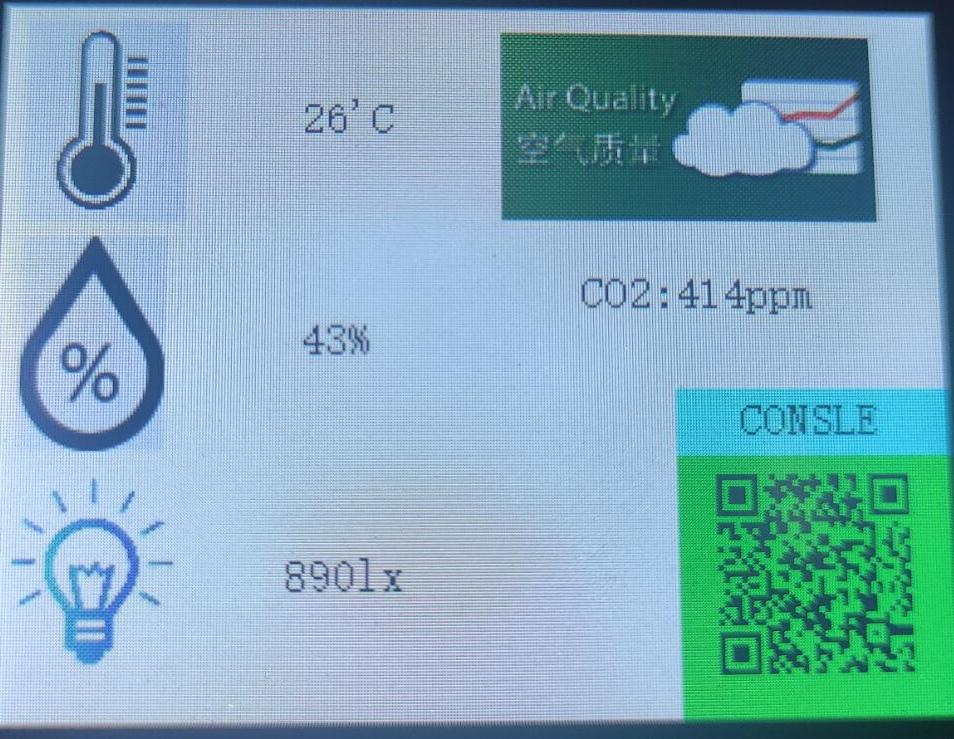 26'C
Air Quality
空气质量
CO2:414ppm
43%
%
CONSLE
890lx